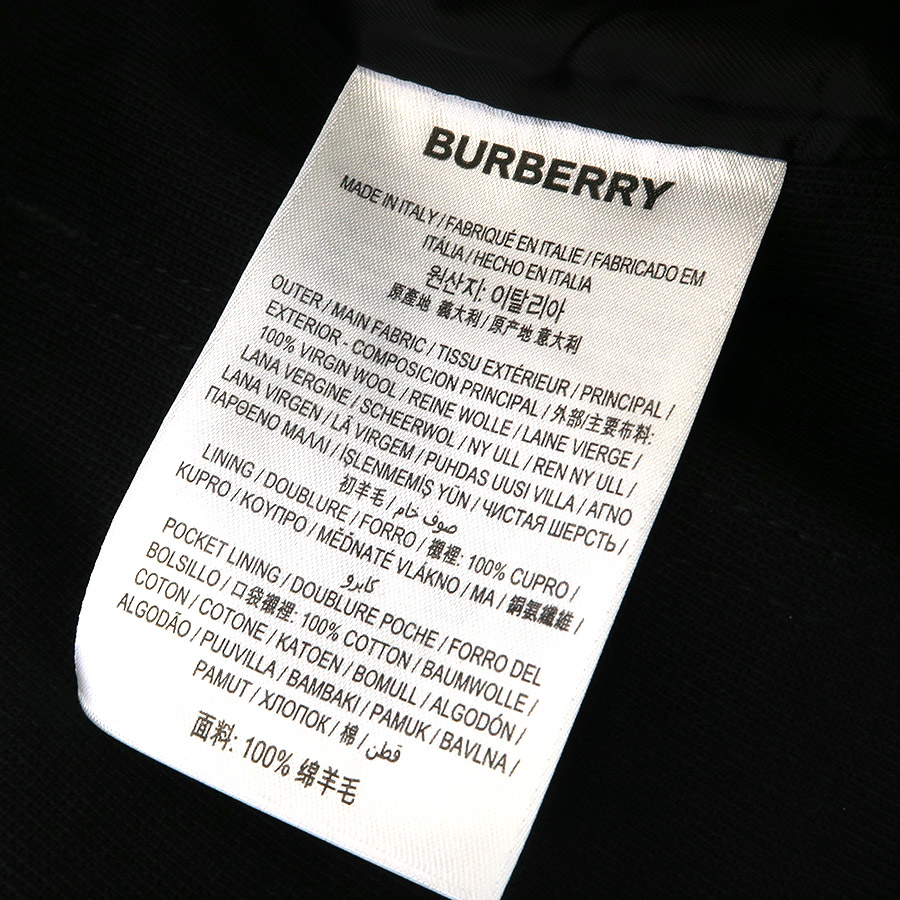 BURBERRY
MADE IN ITALY / FABRIQUÉ EN ITALIE / FABRICADO EM
ITÁLIA / HECHO EN ITALIA
원산지: 이탈리아
原產地 義大利 / 原产地 意大利
OUTER / MAIN FABRIC / TISSU EXTÉRIEUR / PRINCIPAL /
EXTERIOR - COMPOSICION PRINCIPAL / 外部/主要布料:
100% VIRGIN WOOL / REINE WOLLE / LAINE VIERGE /
LANA VERGINE / SCHEERWOL / NY ULL / REN NY ULL /
LANA VIRGEN / LÃ VIRGEM / PUHDAS UUSI VILLA / ΑΓΝΟ
ΠΑΡΘΕΝΟ ΜΑΛΛΙ / İŞLENMEMİŞ YÜN / ЧИСТАЯ ШЕРСТЬ /
初羊毛 / صوف خام
LINING / DOUBLURE / FORRO / 襯裡: 100% CUPRO /
KUPRO / ΚΟΥΠΡΟ / MĚDNATÉ VLÁKNO / MA / 銅氨纖維 /
كابرو
POCKET LINING / DOUBLURE POCHE / FORRO DEL
BOLSILLO / 口袋襯裡: 100% COTTON / BAUMWOLLE /
COTON / COTONE / KATOEN / BOMULL / ALGODÓN /
ALGODÃO / PUUVILLA / BAMBAKI / PAMUK / BAVLNA /
PAMUT / ХЛОПОК / 棉 / قطن
面料: 100% 绵羊毛